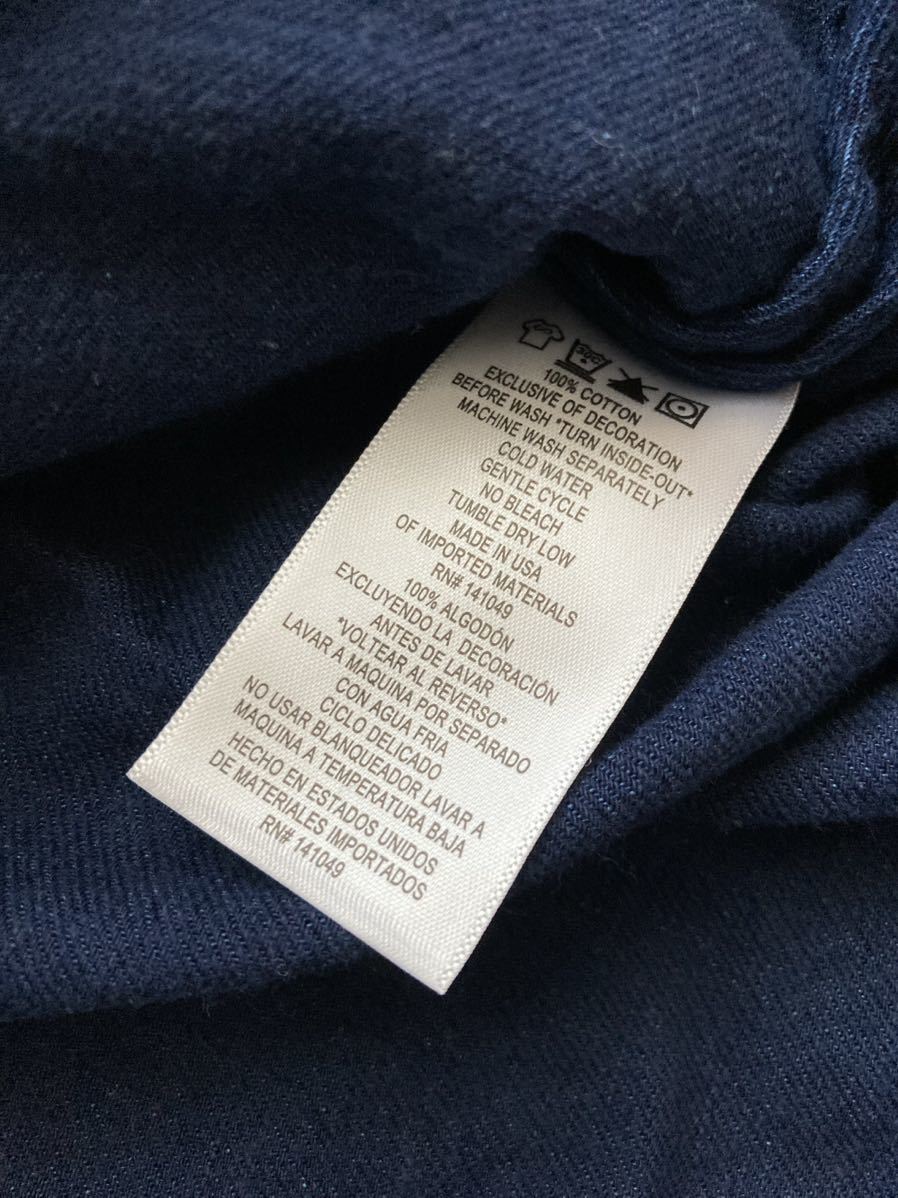 100% COTTON
EXCLUSIVE OF DECORATION
BEFORE WASH *TURN INSIDE-OUT*
MACHINE WASH SEPARATELY
COLD WATER
GENTLE CYCLE
NO BLEACH
TUMBLE DRY LOW
MADE IN USA
OF IMPORTED MATERIALS
RN# 141049
100% ALGODÓN
EXCLUYENDO LA DECORACIÓN
ANTES DE LAVAR
*VOLTEAR AL REVERSO*
LAVAR A MAQUINA POR SEPARADO
CON AGUA FRIA
CICLO DELICADO
NO USAR BLANQUEADOR LAVAR A
MAQUINA A TEMPERATURA BAJA
HECHO EN ESTADOS UNIDOS
DE MATERIALES IMPORTADOS
RN# 141049